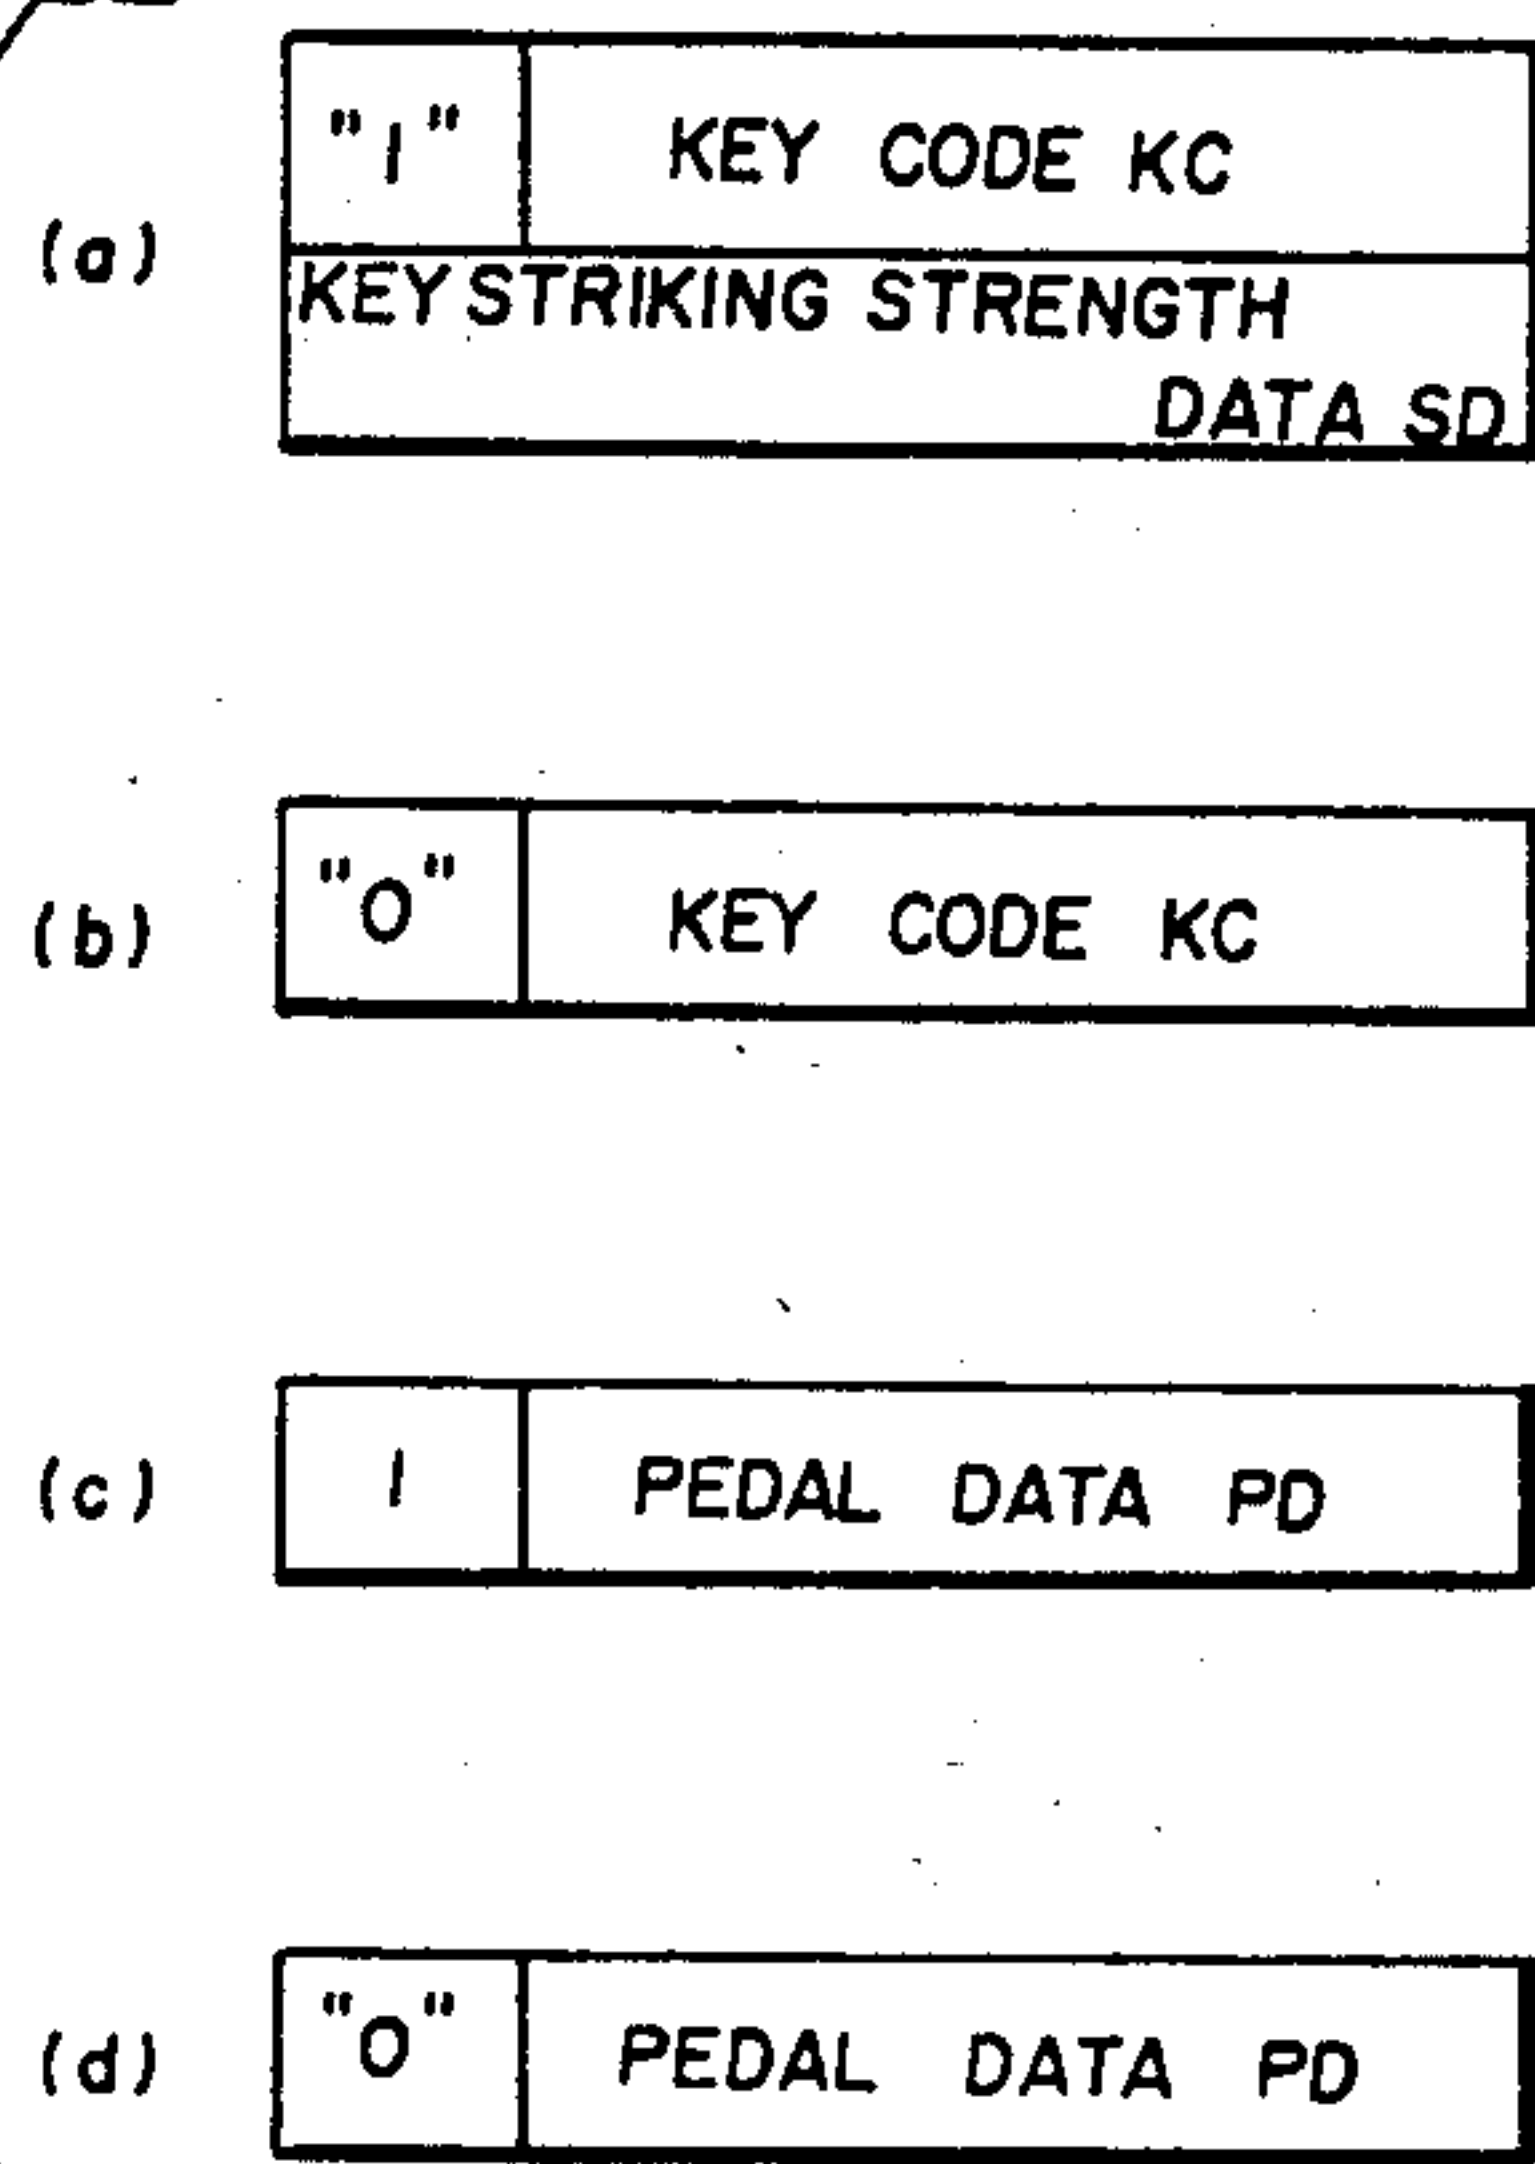 (a) "1" KEY CODE KC
KEY STRIKING STRENGTH
DATA SD
(b) "0" KEY CODE KC
(c) 1 PEDAL DATA PD
(d) "0" PEDAL DATA PD